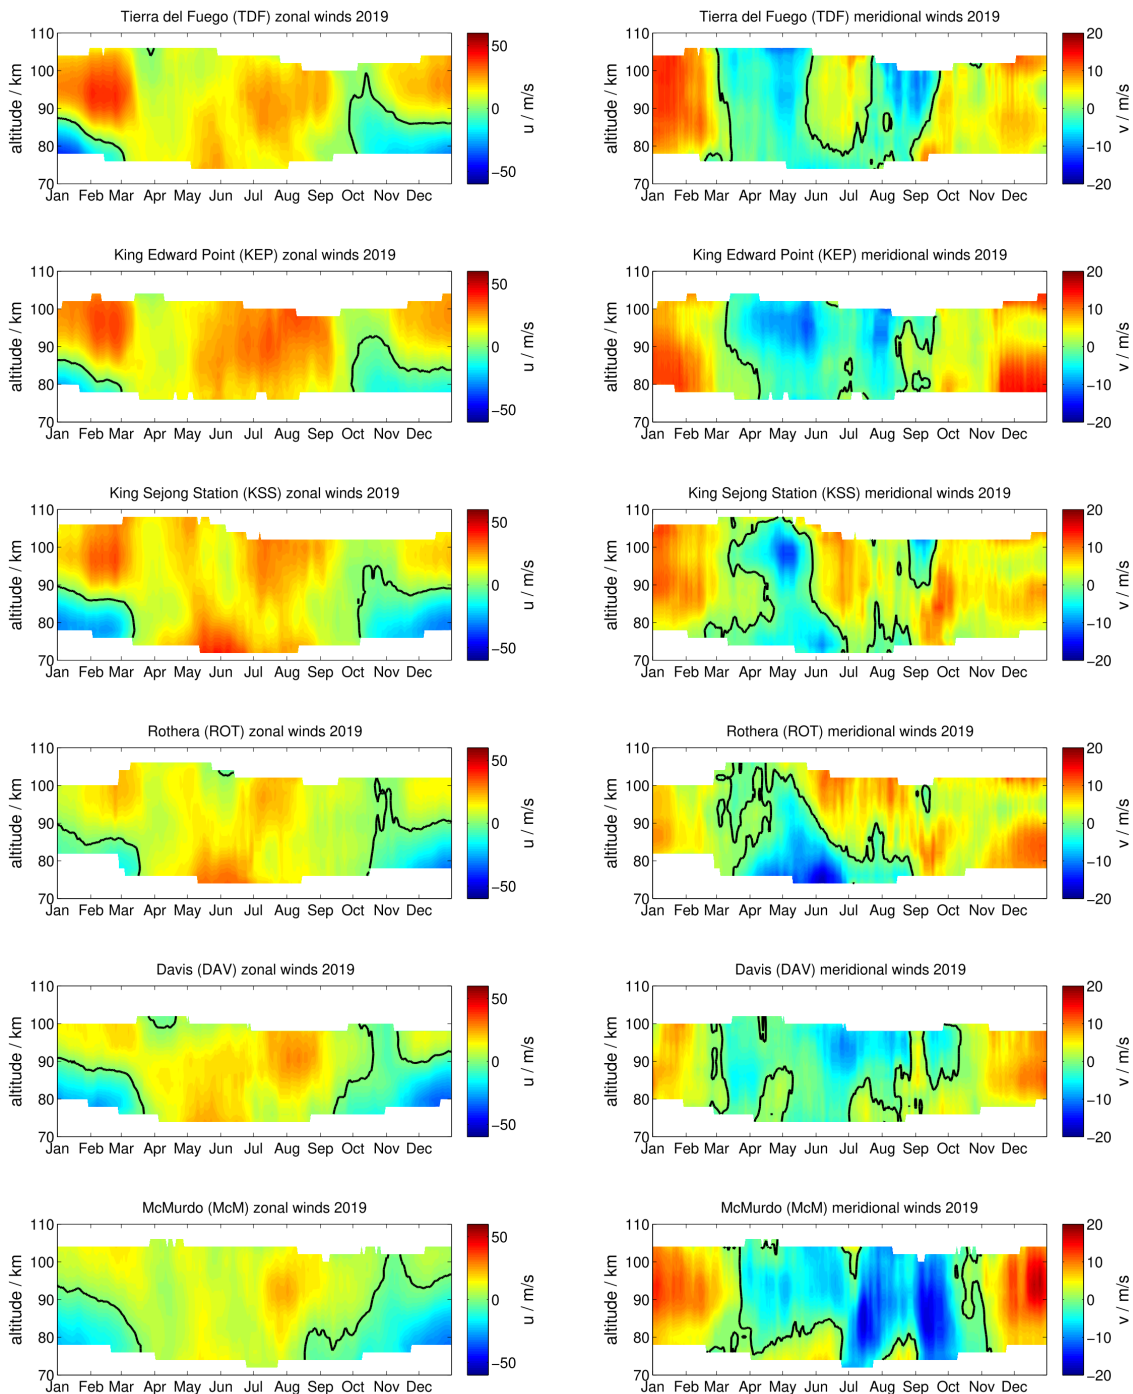 Tierra del Fuego (TDF) zonal winds 2019
110
100
90
80
70
altitude / km
Jan Feb Mar Apr May Jun Jul Aug Sep Oct Nov Dec
50
0
−50
u / m/s
Tierra del Fuego (TDF) meridional winds 2019
110
100
90
80
70
altitude / km
Jan Feb Mar Apr May Jun Jul Aug Sep Oct Nov Dec
20
10
0
−10
−20
v / m/s
King Edward Point (KEP) zonal winds 2019
110
100
90
80
70
altitude / km
Jan Feb Mar Apr May Jun Jul Aug Sep Oct Nov Dec
50
0
−50
u / m/s
King Edward Point (KEP) meridional winds 2019
110
100
90
80
70
altitude / km
Jan Feb Mar Apr May Jun Jul Aug Sep Oct Nov Dec
20
10
0
−10
−20
v / m/s
King Sejong Station (KSS) zonal winds 2019
110
100
90
80
70
altitude / km
Jan Feb Mar Apr May Jun Jul Aug Sep Oct Nov Dec
50
0
−50
u / m/s
King Sejong Station (KSS) meridional winds 2019
110
100
90
80
70
altitude / km
Jan Feb Mar Apr May Jun Jul Aug Sep Oct Nov Dec
20
10
0
−10
−20
v / m/s
Rothera (ROT) zonal winds 2019
110
100
90
80
70
altitude / km
Jan Feb Mar Apr May Jun Jul Aug Sep Oct Nov Dec
50
0
−50
u / m/s
Rothera (ROT) meridional winds 2019
110
100
90
80
70
altitude / km
Jan Feb Mar Apr May Jun Jul Aug Sep Oct Nov Dec
20
10
0
−10
−20
v / m/s
Davis (DAV) zonal winds 2019
110
100
90
80
70
altitude / km
Jan Feb Mar Apr May Jun Jul Aug Sep Oct Nov Dec
50
0
−50
u / m/s
Davis (DAV) meridional winds 2019
110
100
90
80
70
altitude / km
Jan Feb Mar Apr May Jun Jul Aug Sep Oct Nov Dec
20
10
0
−10
−20
v / m/s
McMurdo (McM) zonal winds 2019
110
100
90
80
70
altitude / km
Jan Feb Mar Apr May Jun Jul Aug Sep Oct Nov Dec
50
0
−50
u / m/s
McMurdo (McM) meridional winds 2019
110
100
90
80
70
altitude / km
Jan Feb Mar Apr May Jun Jul Aug Sep Oct Nov Dec
20
10
0
−10
−20
v / m/s